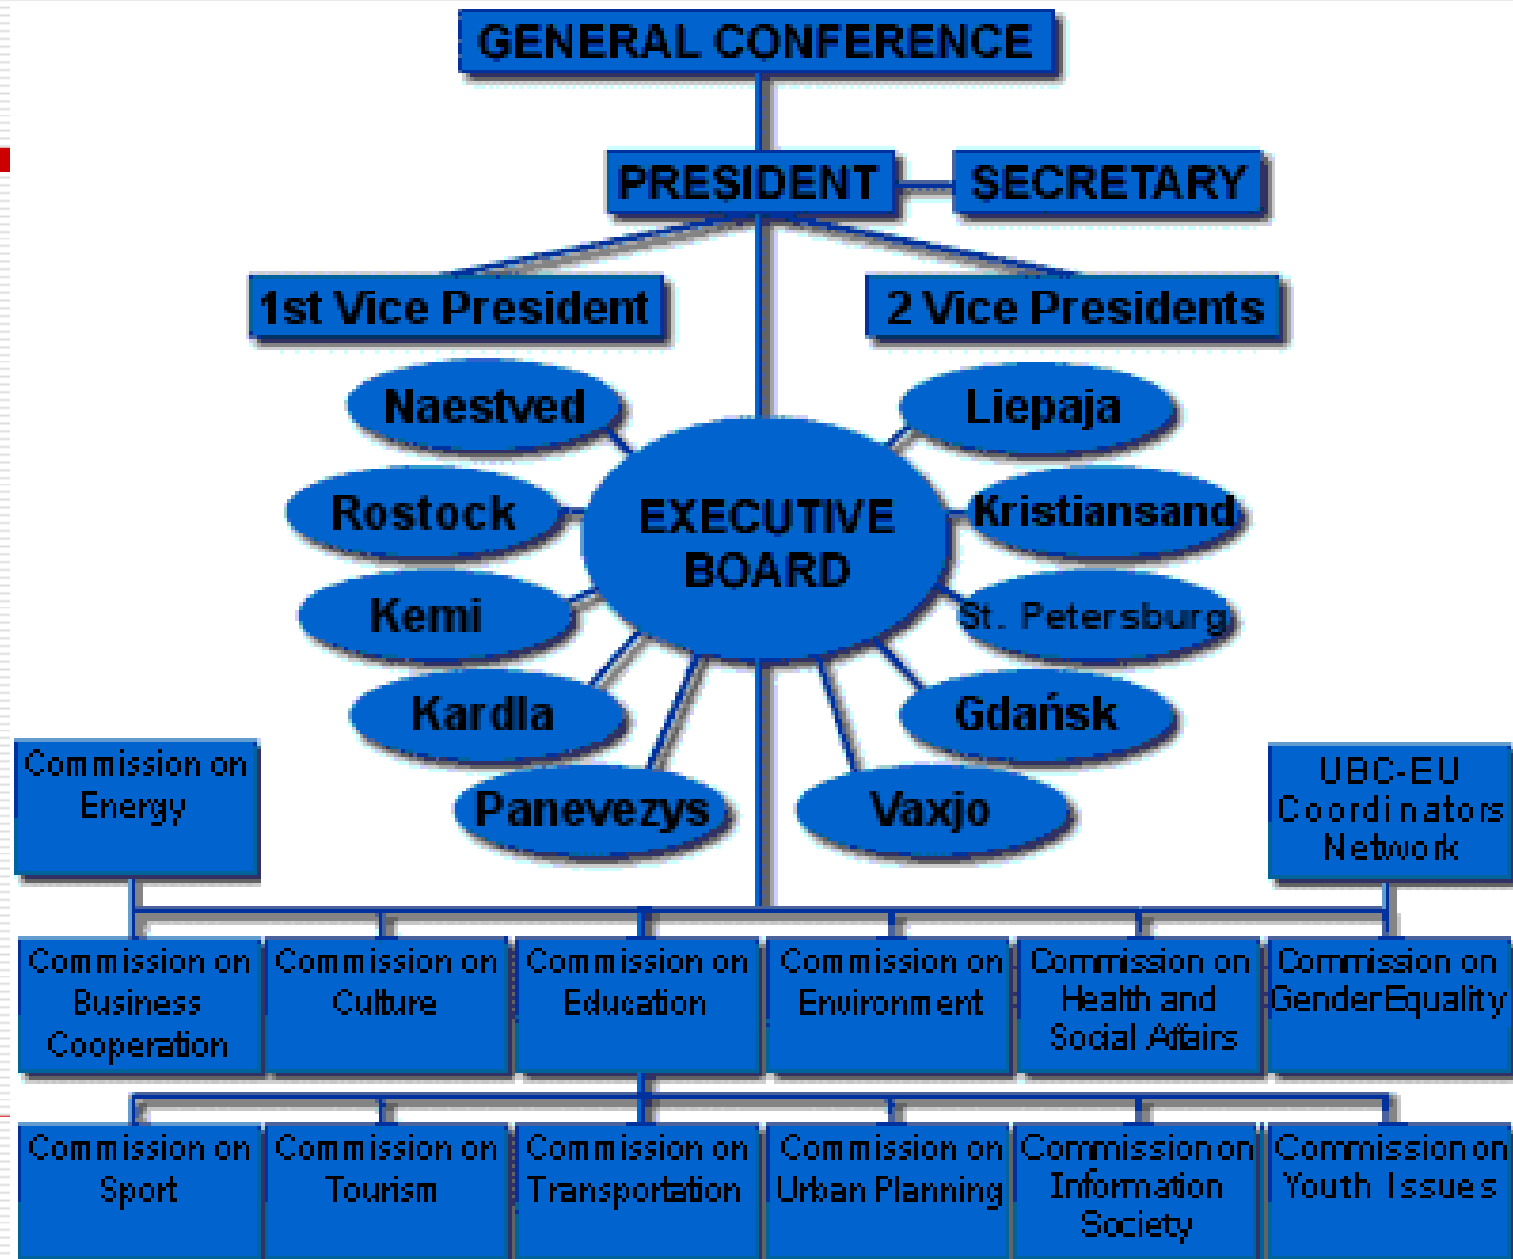 GENERAL CONFERENCE
PRESIDENT
SECRETARY
1st Vice President
2 Vice Presidents
Naestved
Liepaja
Rostock
EXECUTIVE
BOARD
Kristiansand
Kemi
St. Petersburg
Kardla
Gdańsk
Panevezys
Vaxjo
Commission on
Energy
UBC-EU
Coordinators
Network
Commission on
Business
Cooperation
Commission on
Culture
Commission on
Education
Commission on
Environment
Commission on
Health and
Social Affairs
Commission on
Gender Equality
Commission on
Sport
Commission on
Tourism
Commission on
Transportation
Commission on
Urban Planning
Commission on
Information
Society
Commission on
Youth Issues